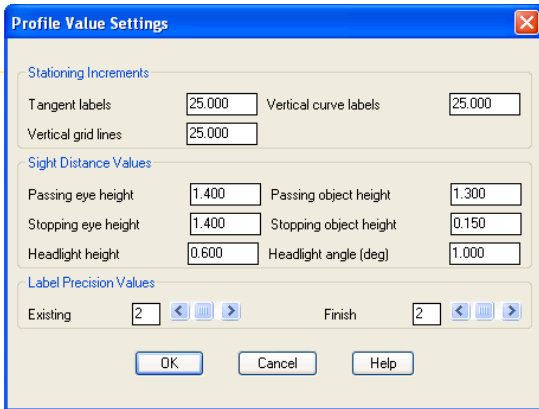 Profile Value Settings
Stationing Increments
Tangent labels 25.000 Vertical curve labels 25.000
Vertical grid lines 25.000
Sight Distance Values
Passing eye height 1.400 Passing object height 1.300
Stopping eye height 1.400 Stopping object height 0.150
Headlight height 0.600 Headlight angle (deg) 1.000
Label Precision Values
Existing 2 Finish 2
OK Cancel Help